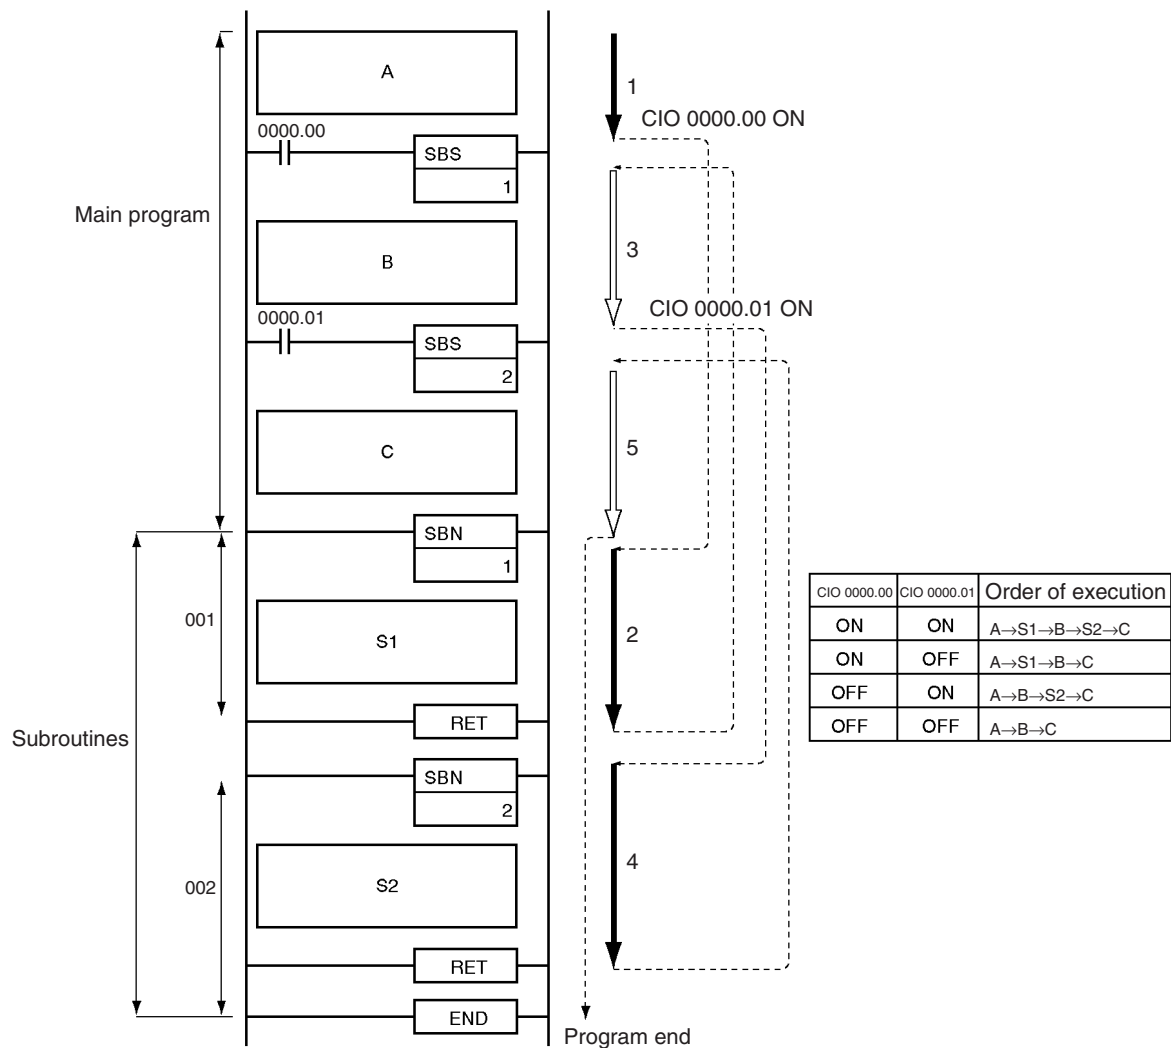 A
1
CIO 0000.00 ON
0000.00
SBS
1
Main program
B
3
CIO 0000.01 ON
0000.01
SBS
2
C
5
SBN
1
001
S1
2
RET
Subroutines
SBN
2
002
S2
4
RET
END
Program end
CIO 0000.00 CIO 0000.01 Order of execution
ON ON A→S1→B→S2→C
ON OFF A→S1→B→C
OFF ON A→B→S2→C
OFF OFF A→B→C